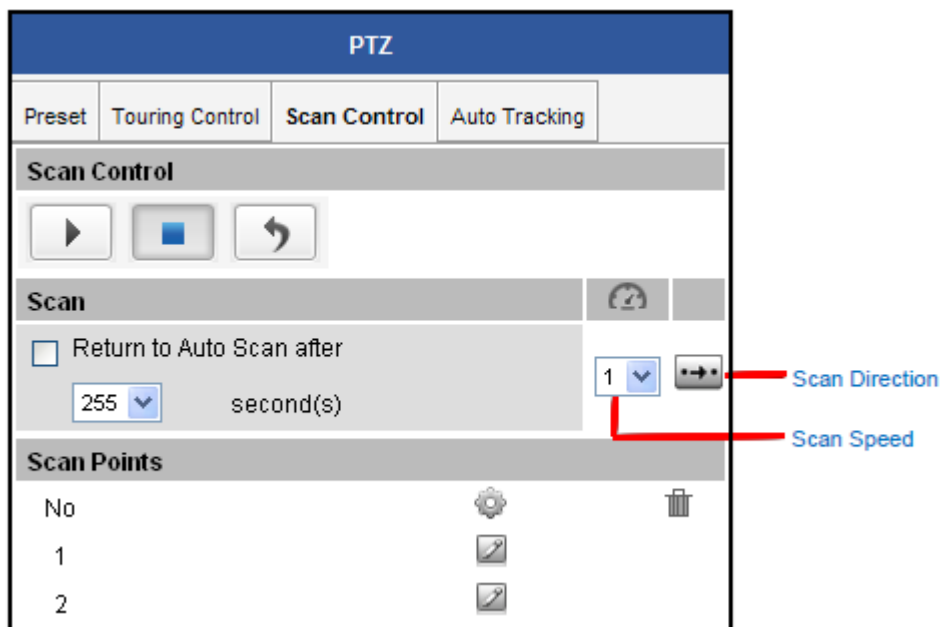 PTZ
Preset Touring Control Scan Control Auto Tracking
Scan Control
Scan
Return to Auto Scan after
255 second(s)
1
Scan Direction
Scan Speed
Scan Points
No
1
2